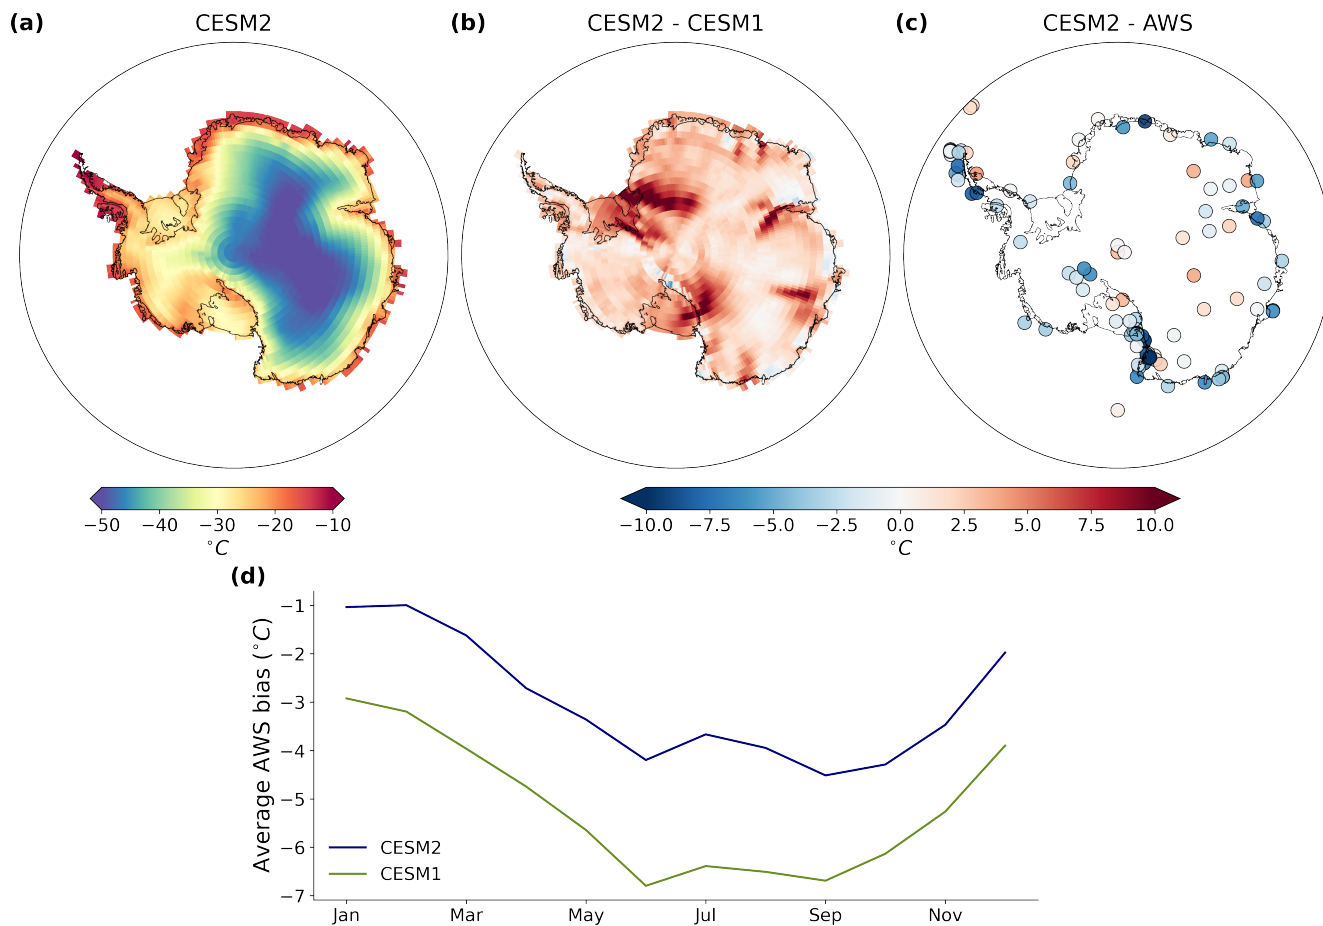 (a) CESM2
(b) CESM2 - CESM1
(c) CESM2 - AWS
−50 −40 −30 −20 −10
°C
−10.0 −7.5 −5.0 −2.5 0.0 2.5 5.0 7.5 10.0
°C
(d)
Average AWS bias (°C)
−1
−2
−3
−4
−5
−6
−7
CESM2
CESM1
Jan Mar May Jul Sep Nov